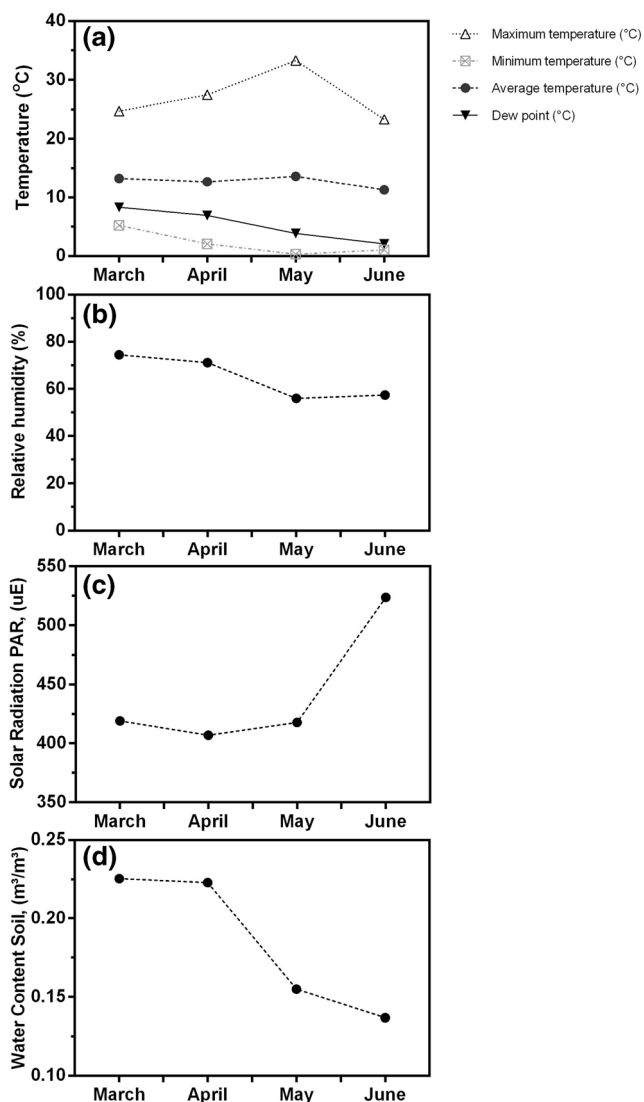 (a)
Temperature (°C)
40
30
20
10
0
March April May June
Maximum temperature (°C)
Minimum temperature (°C)
Average temperature (°C)
Dew point (°C)
(b)
Relative humidity (%)
100
80
60
40
20
0
March April May June
(c)
Solar Radiation PAR, (uE)
550
500
450
400
350
March April May June
(d)
Water Content Soil, (m³/m³)
0.25
0.20
0.15
0.10
March April May June